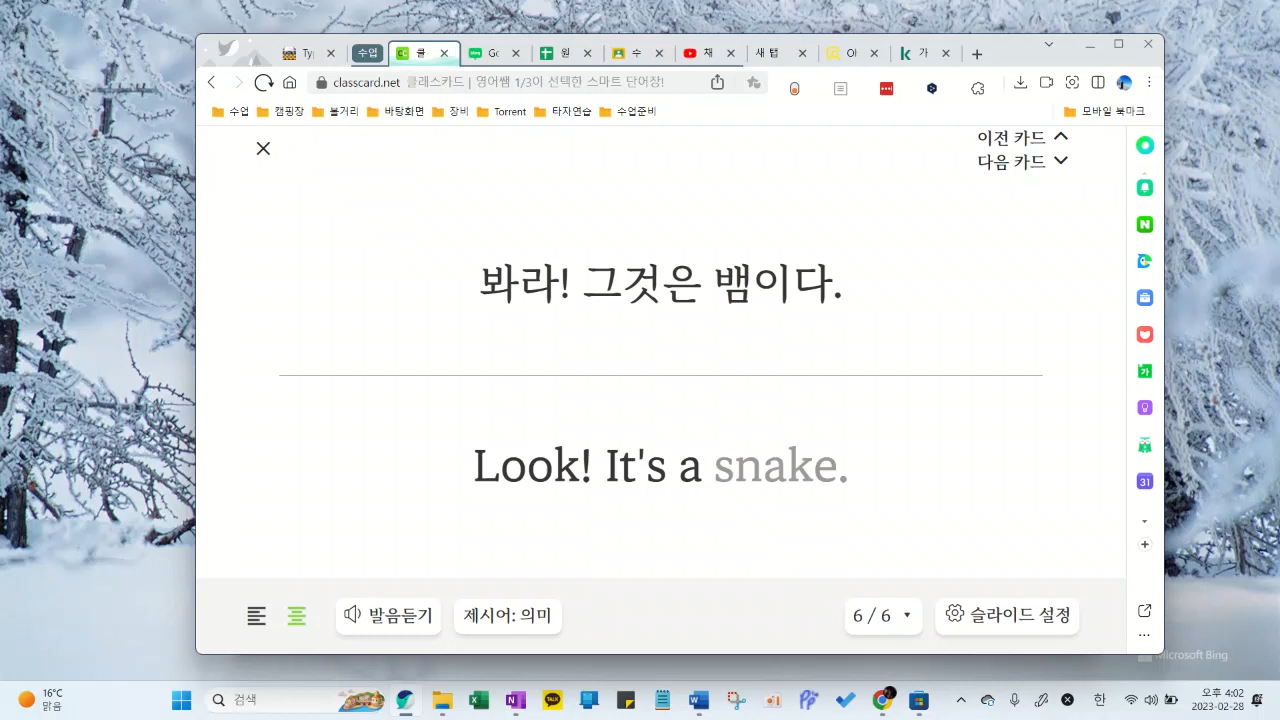 Ty
수업
클
Go
원
수
채
새 탭
가
classcard.net 클래스카드 | 영어쌤 1/3이 선택한 스마트 단어장!
수업 캠핑장 볼거리 바탕화면 장비 Torrent 타자연습 수업준비 모바일 북마크
이전 카드
다음 카드
봐라! 그것은 뱀이다.
Look! It's a snake.
발음듣기 제시어: 의미 6 / 6 슬라이드 설정
31
Microsoft Bing
16°C
맑음
검색
TALK
한
오후 4:02
2023-02-28